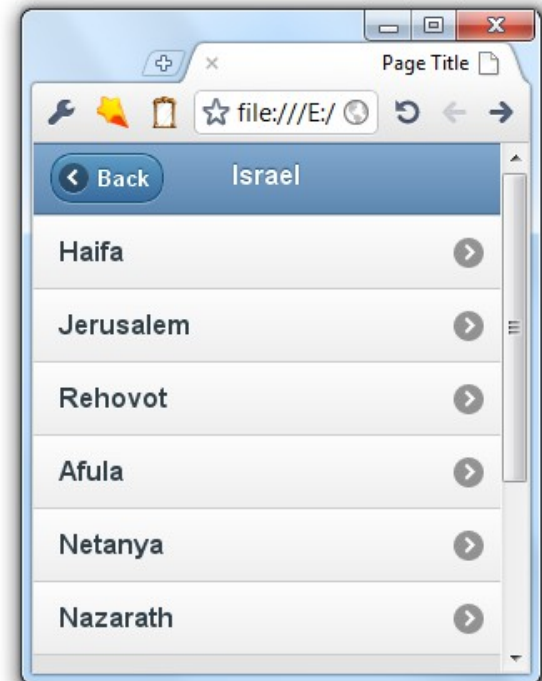 Page Title
file:///E:/
Back
Israel
Haifa
Jerusalem
Rehovot
Afula
Netanya
Nazarath